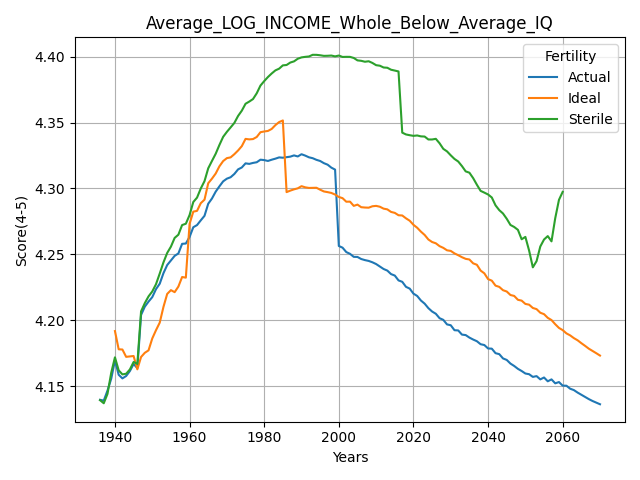 Average_LOG_INCOME_Whole_Below_Average_IQ
Fertility
Actual
Ideal
Sterile
4.40
4.35
4.30
4.25
4.20
4.15
Score(4-5)
1940
1960
1980
2000
2020
2040
2060
Years